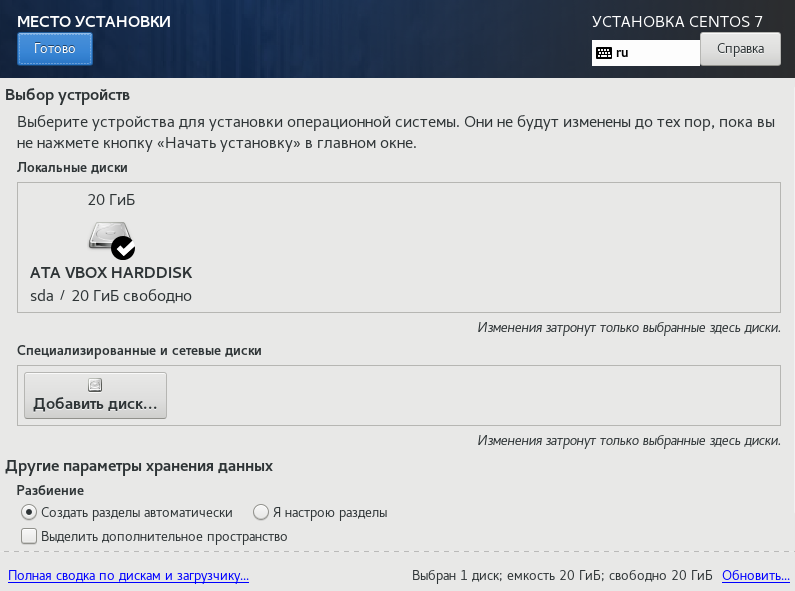 МЕСТО УСТАНОВКИ
УСТАНОВКА CENTOS 7
Готово
ru
Справка
Выбор устройств
Выберите устройства для установки операционной системы. Они не будут изменены до тех пор, пока вы
не нажмете кнопку «Начать установку» в главном окне.
Локальные диски
20 ГиБ
ATA VBOX HARDDISK
sda / 20 ГиБ свободно
Изменения затронут только выбранные здесь диски.
Специализированные и сетевые диски
Добавить диск...
Изменения затронут только выбранные здесь диски.
Другие параметры хранения данных
Разбиение
Создать разделы автоматически
Я настрою разделы
Выделить дополнительное пространство
Полная сводка по дискам и загрузчику...
Выбран 1 диск; емкость 20 ГиБ; свободно 20 ГиБ
Обновить...